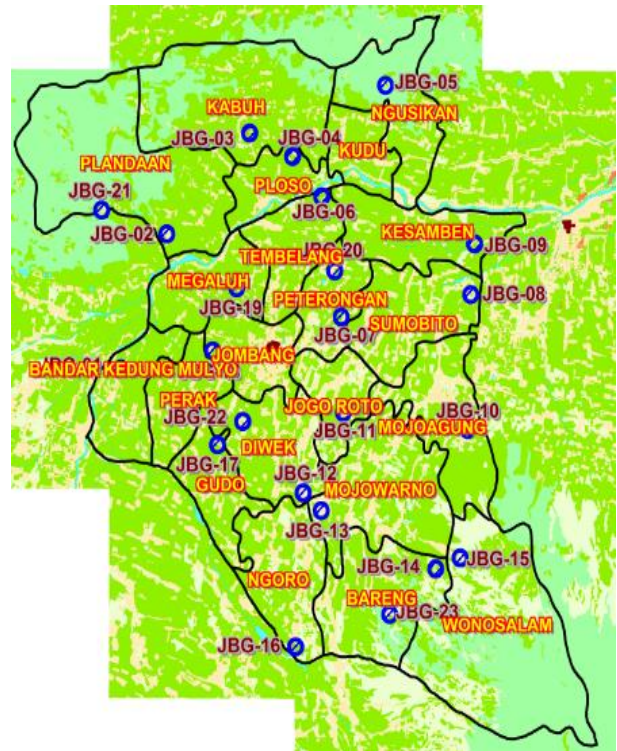 JBG-05
KABUH
NGUSIKAN
JBG-03
JBG-04
KUDU
PLANDAAN
PLOSO
JBG-21
JBG-06
JBG-02
KESAMBEN
JBG-09
20
TEMBELANG
MEGALUH
JBG-19
PETERONGAN
JBG-08
JBG-07
SUMOBITO
JOMBANG
BANDAR KEDUNG MULYO
PERAK
JBG-22
JOGO ROTO
JBG-10
JBG-11
MOJOAGUNG
DIWEK
JBG-17
GUDO
JBG-12
MOJOWARNO
JBG-13
JBG-15
JBG-14
NGORO
BARENG
JBG-23
WONOSALAM
JBG-16